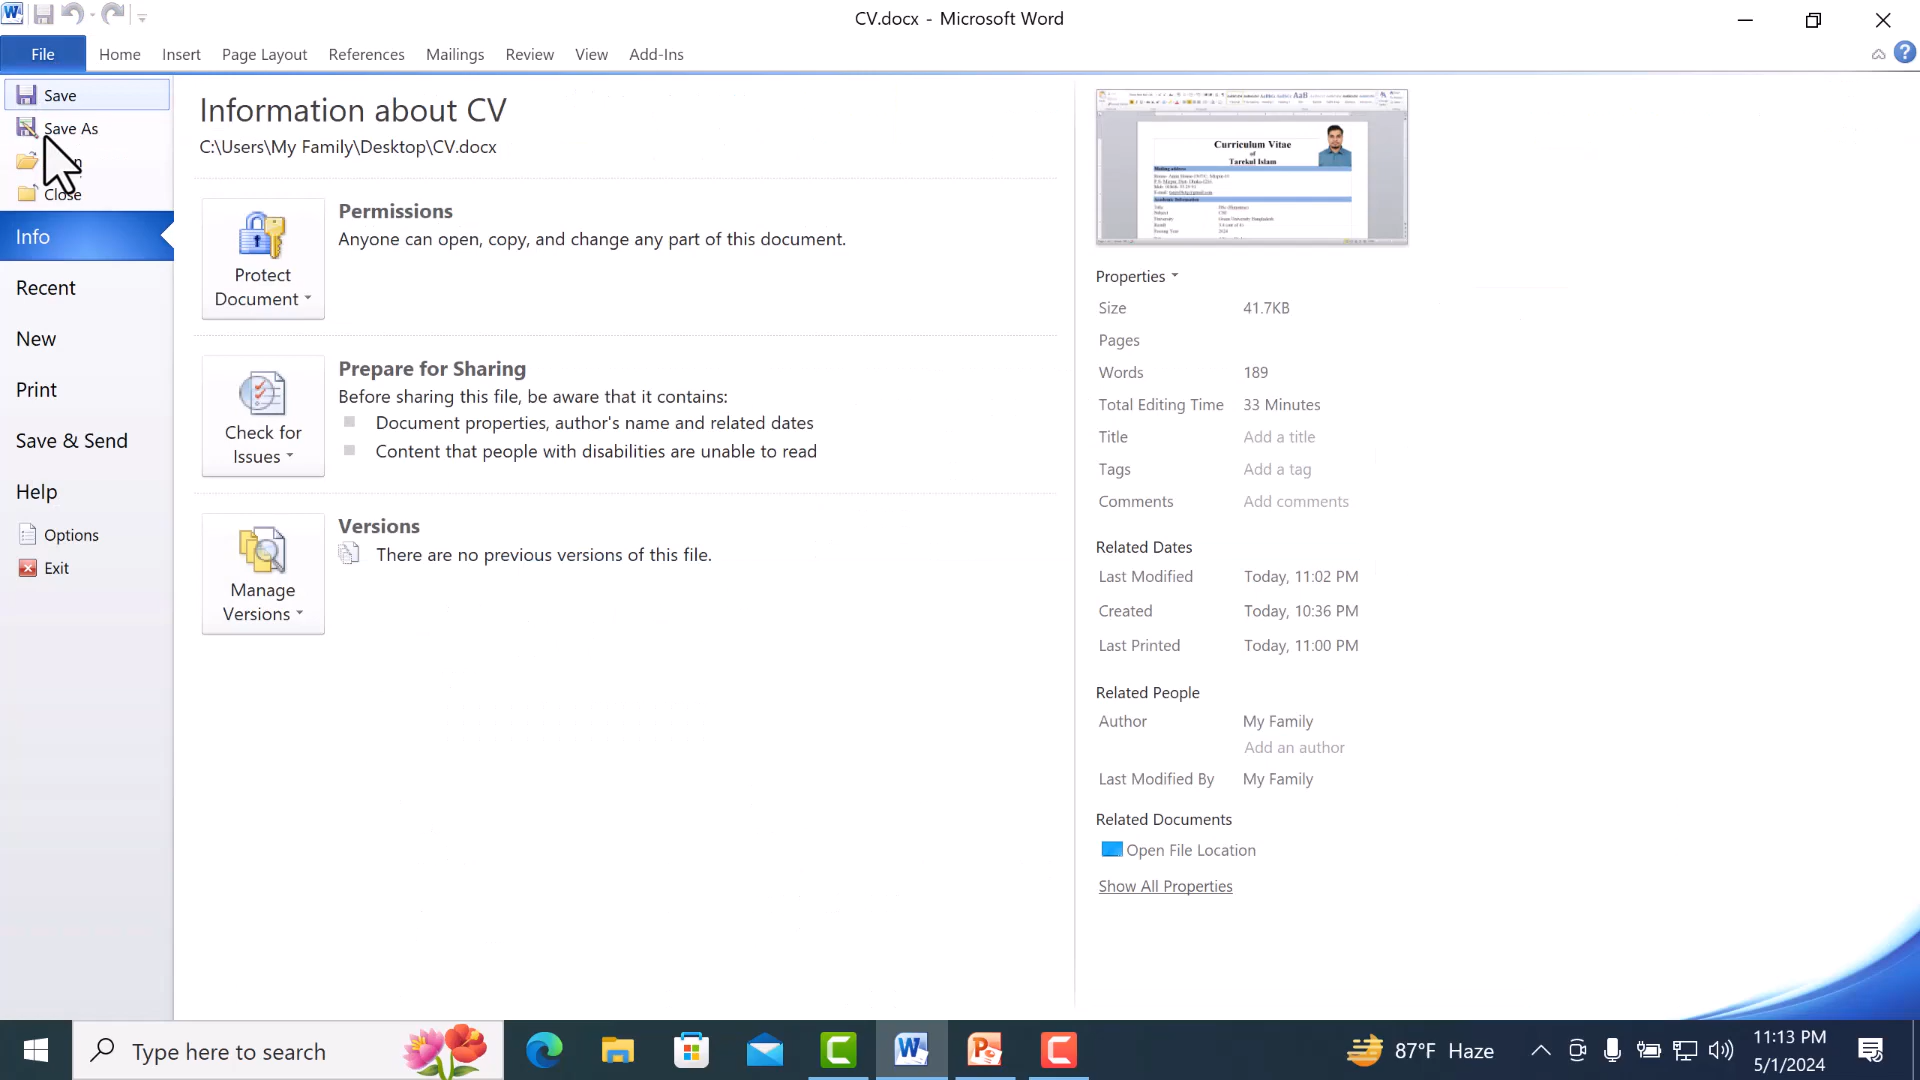 CV.docx - Microsoft Word
File Home Insert Page Layout References Mailings Review View Add-Ins
Save
Save As
Close
Info
Recent
New
Print
Save & Send
Help
Options
Exit
Information about CV
C:\Users\My Family\Desktop\CV.docx
Protect
Document
Permissions
Anyone can open, copy, and change any part of this document.
Check for
Issues
Prepare for Sharing
Before sharing this file, be aware that it contains:
Document properties, author's name and related dates
Content that people with disabilities are unable to read
Manage
Versions
Versions
There are no previous versions of this file.
Curriculum Vitae
of
Tarekul Islam
Properties
Size 41.7KB
Pages
Words 189
Total Editing Time 33 Minutes
Title Add a title
Tags Add a tag
Comments Add comments
Related Dates
Last Modified Today, 11:02 PM
Created Today, 10:36 PM
Last Printed Today, 11:00 PM
Related People
Author My Family
Add an author
Last Modified By My Family
Related Documents
Open File Location
Show All Properties
Type here to search
87°F Haze
11:13 PM
5/1/2024